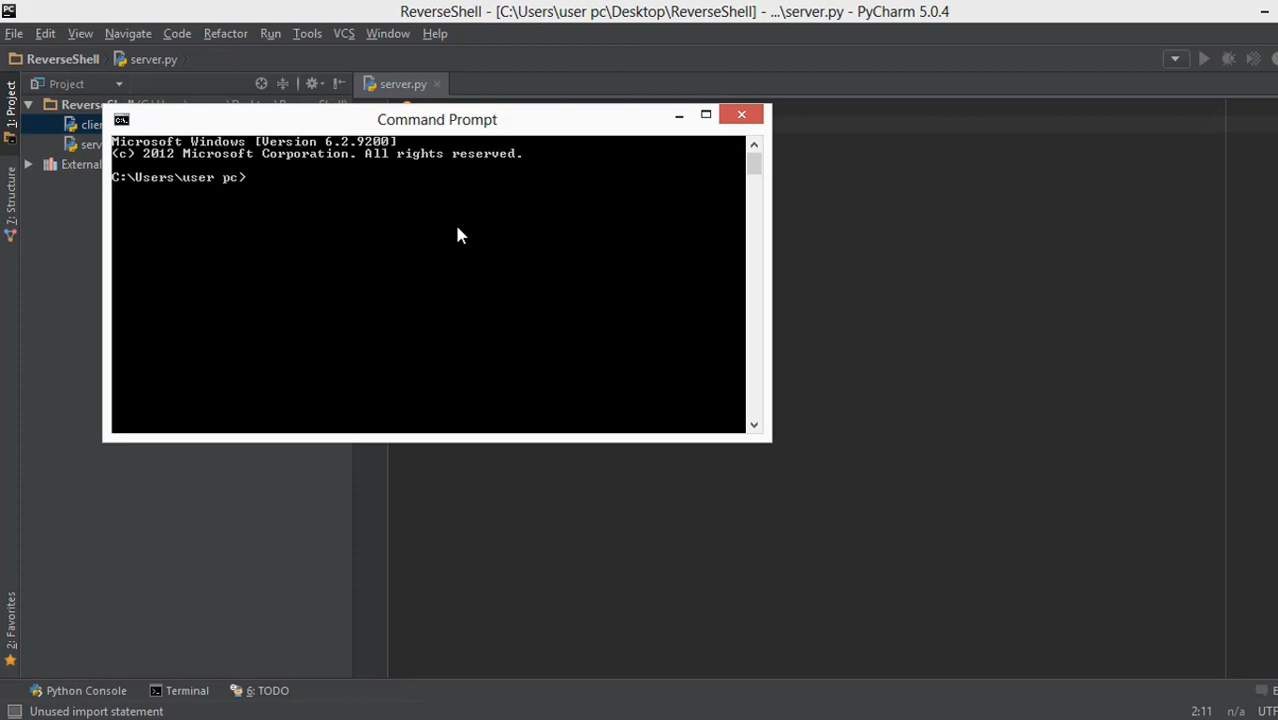 PC
ReverseShell - [C:\Users\user pc\Desktop\ReverseShell] - ...\server.py - PyCharm 5.0.4
File Edit View Navigate Code Refactor Run Tools VCS Window Help
ReverseShell server.py
1: Project
Project
server.py
Command Prompt
C:\.
Microsoft Windows [Version 6.2.9200]
(c) 2012 Microsoft Corporation. All rights reserved.
C:\Users\user pc>
External
7: Structure
2: Favorites
Python Console Terminal 6: TODO
Unused import statement 2:11 n/a